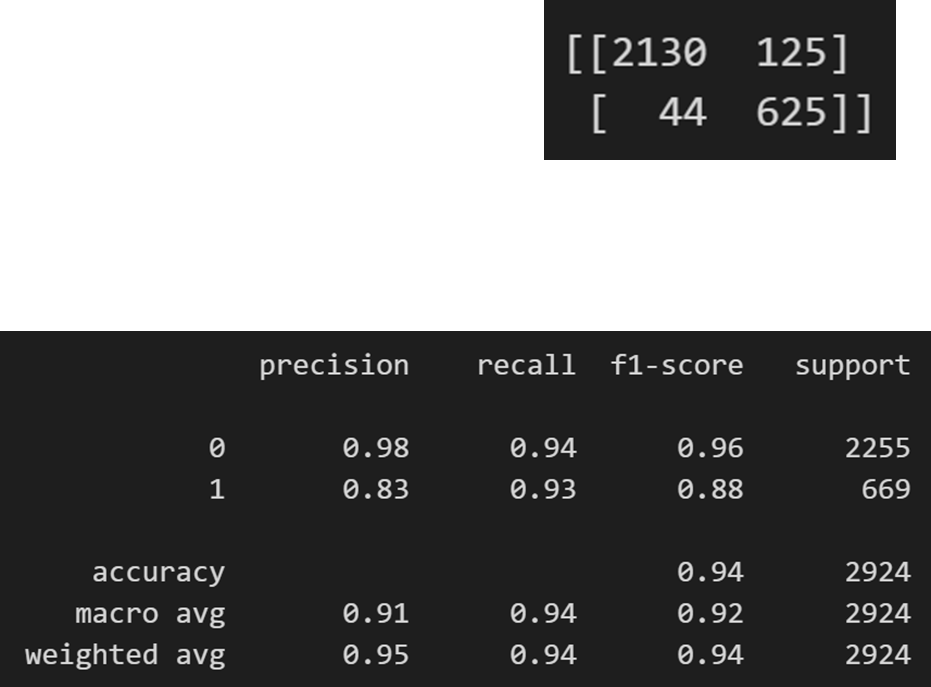 [[2130 125]
[ 44 625]]
precision recall f1-score support
0 0.98 0.94 0.96 2255
1 0.83 0.93 0.88 669
accuracy 0.94 2924
macro avg 0.91 0.94 0.92 2924
weighted avg 0.95 0.94 0.94 2924